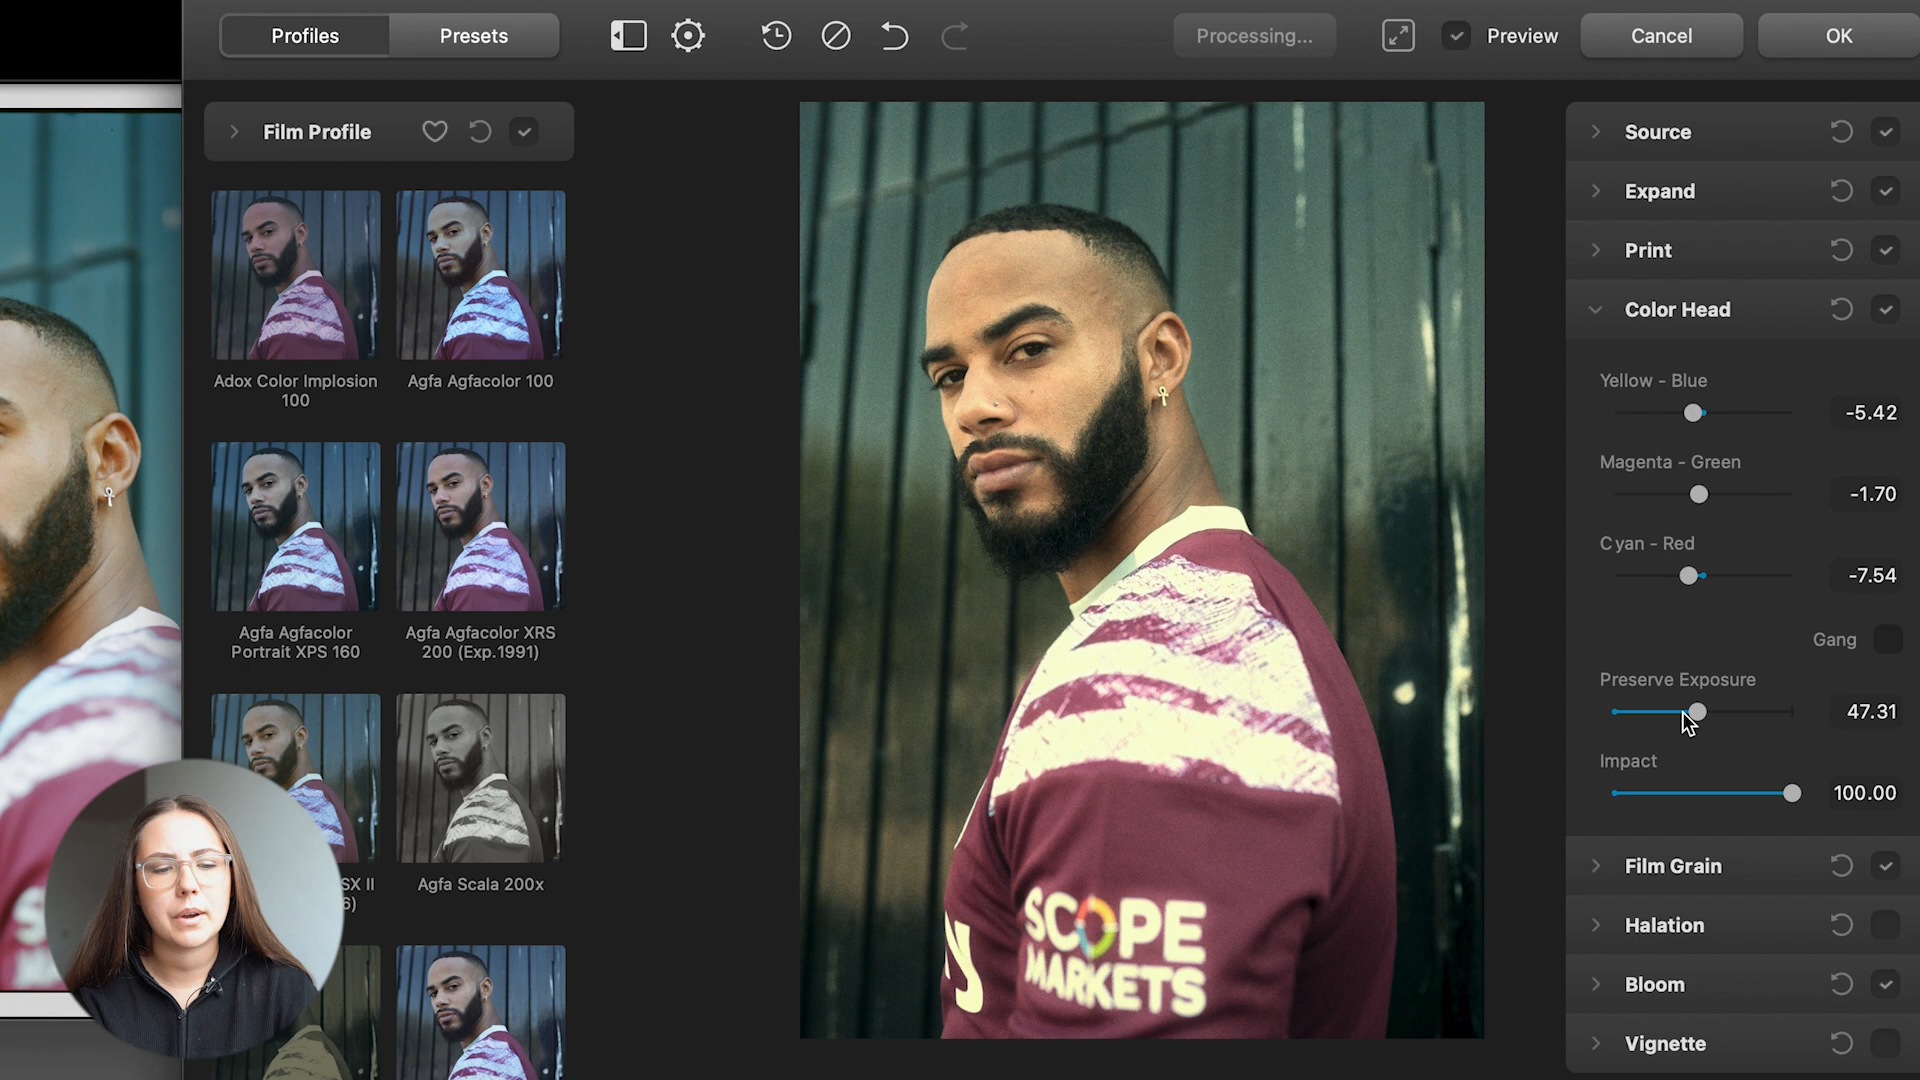 Profiles
Presets
Processing...
Preview
Cancel
OK
Film Profile
Adox Color Implosion
100
Agfa Agfacolor 100
Agfa Agfacolor
Portrait XPS 160
Agfa Agfacolor XRS
200 (Exp.1991)
SX II
6)
Agfa Scala 200x
SCOPE
MARKETS
Source
Expand
Print
Color Head
Yellow - Blue
-5.42
Magenta - Green
-1.70
Cyan - Red
-7.54
Gang
Preserve Exposure
47.31
Impact
100.00
Film Grain
Halation
Bloom
Vignette